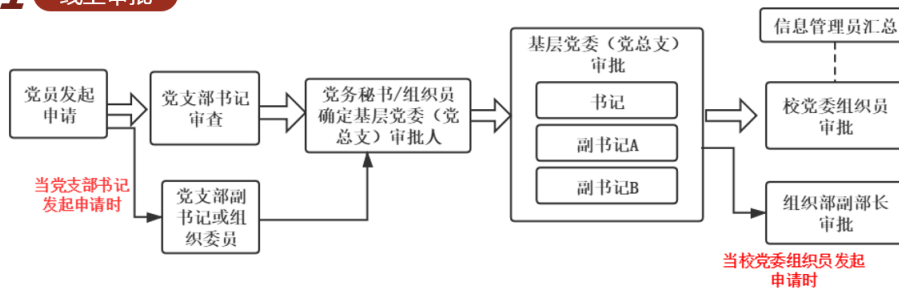 线上审批
信息管理员汇总
基层党委（党总支）
审批
书记
副书记A
副书记B
党员发起
申请
党支部书记
审查
党务秘书/组织员
确定基层党委（党
总支）审批人
校党委组织员
审批
当党支部书记
发起申请时
党支部副
书记或组
织委员
组织部副部长
审批
当校党委组织员发起
申请时